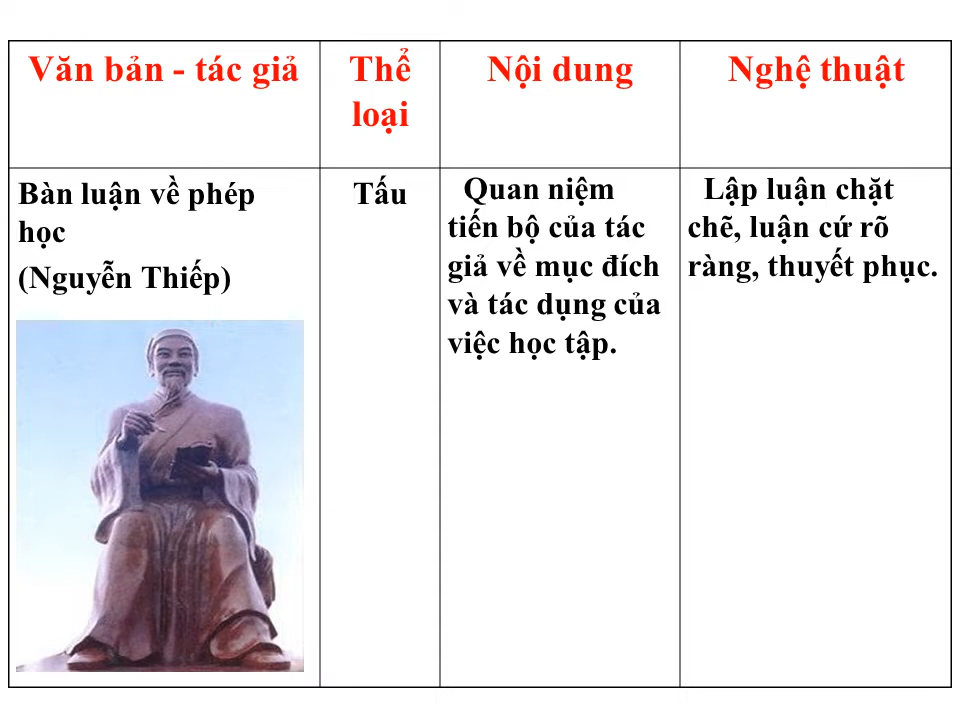 Văn bản - tác giả
Thể
loại
Nội dung
Nghệ thuật
Bàn luận về phép
học
(Nguyễn Thiếp)
Tấu
Quan niệm
tiến bộ của tác
giả về mục đích
và tác dụng của
việc học tập.
Lập luận chặt
chẽ, luận cứ rõ
ràng, thuyết phục.